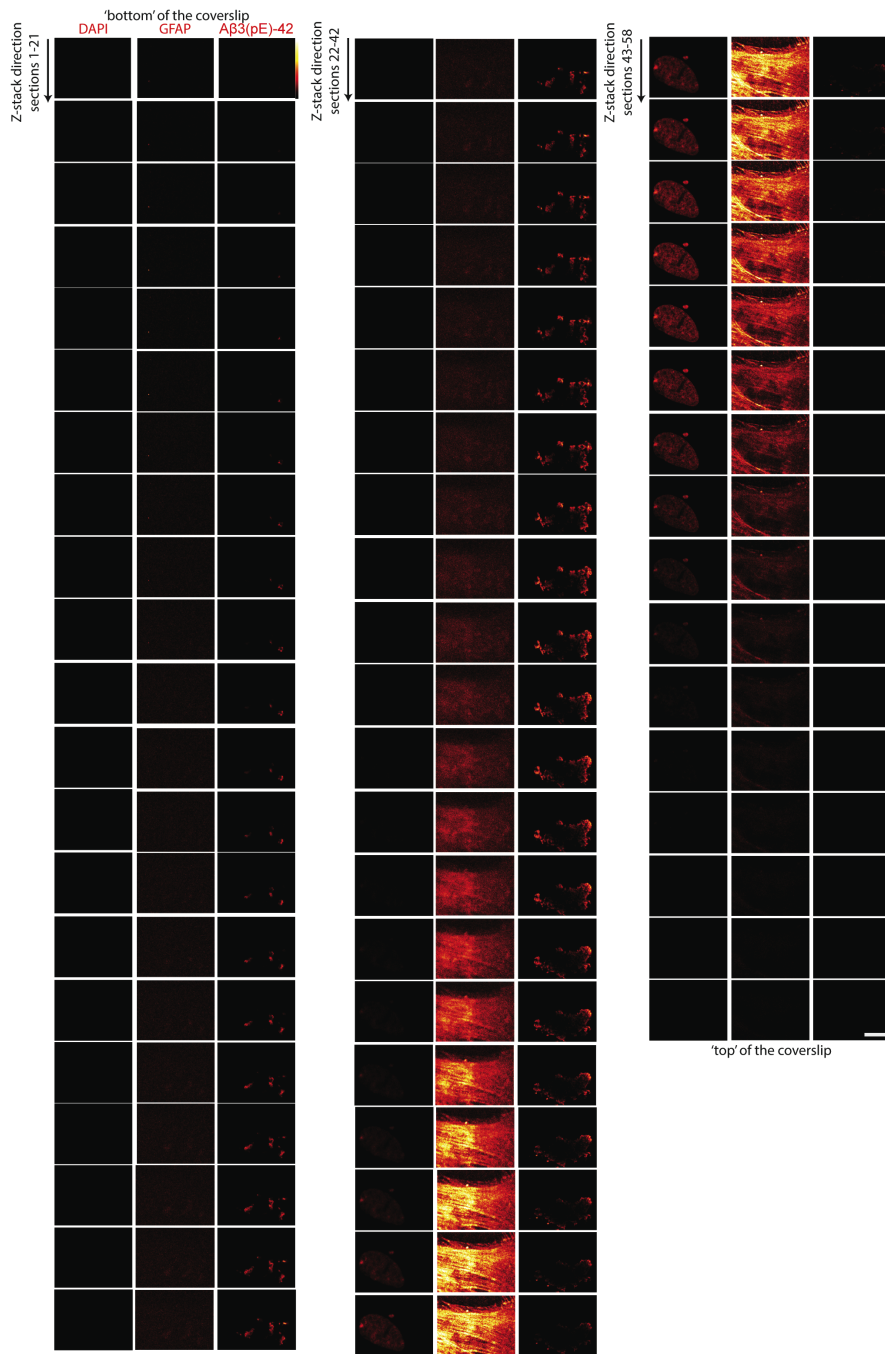 'bottom' of the coverslip
DAPI GFAP Aβ3(pE)-42
Z-stack direction
sections 1-21
Z-stack direction
sections 22-42
Z-stack direction
sections 43-58
'top' of the coverslip